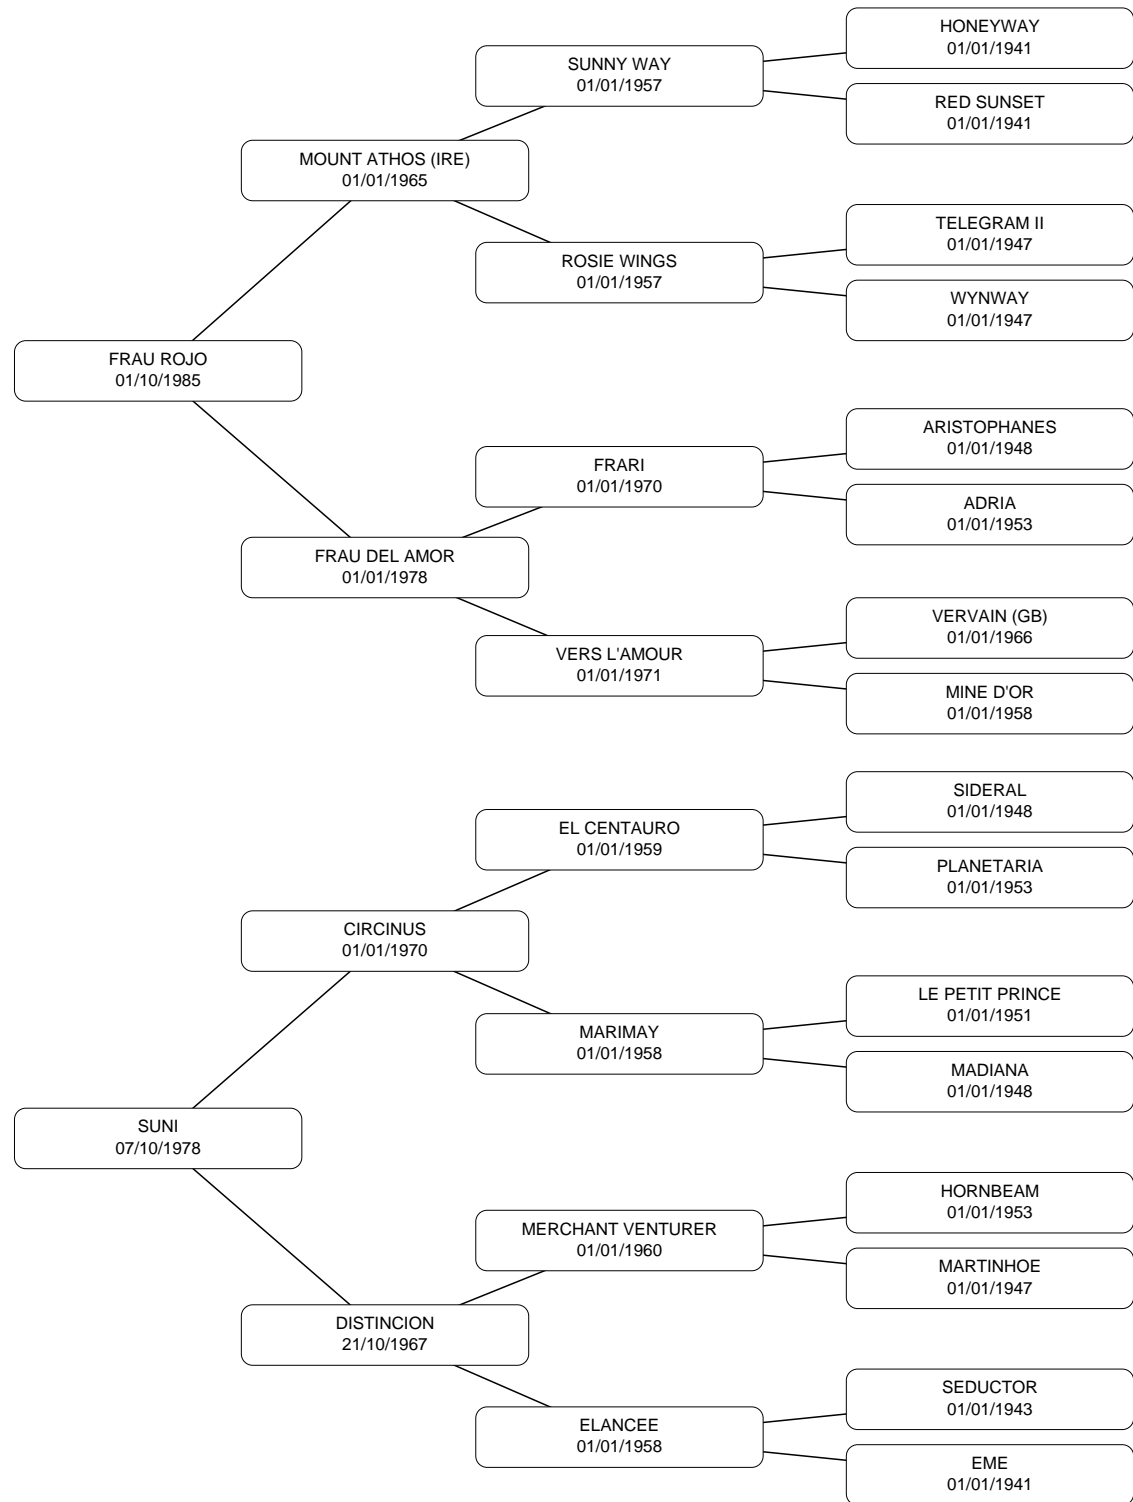 HONEYWAY
01/01/1941
SUNNY WAY
01/01/1957
RED SUNSET
01/01/1941
MOUNT ATHOS (IRE)
01/01/1965
TELEGRAM II
01/01/1947
ROSIE WINGS
01/01/1957
WYNWAY
01/01/1947
FRAU ROJO
01/10/1985
ARISTOPHANES
01/01/1948
FRARI
01/01/1970
ADRIA
01/01/1953
FRAU DEL AMOR
01/01/1978
VERVAIN (GB)
01/01/1966
VERS L'AMOUR
01/01/1971
MINE D'OR
01/01/1958
SIDERAL
01/01/1948
EL CENTAURO
01/01/1959
PLANETARIA
01/01/1953
CIRCINUS
01/01/1970
LE PETIT PRINCE
01/01/1951
MARIMAY
01/01/1958
MADIANA
01/01/1948
SUNI
07/10/1978
HORNBEAM
01/01/1953
MERCHANT VENTURER
01/01/1960
MARTINHOE
01/01/1947
DISTINCION
21/10/1967
SEDUCTOR
01/01/1943
ELANCEE
01/01/1958
EME
01/01/1941